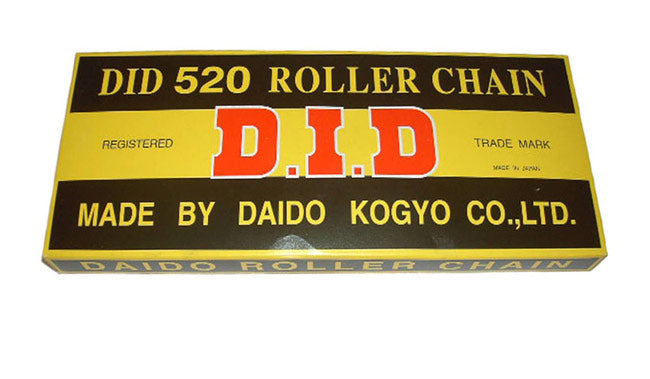 DID 520 ROLLER CHAIN
REGISTERED D.I.D TRADE MARK
MADE IN JAPAN
MADE BY DAIDO KOGYO CO.,LTD.
DAIDO ROLLER CHAIN